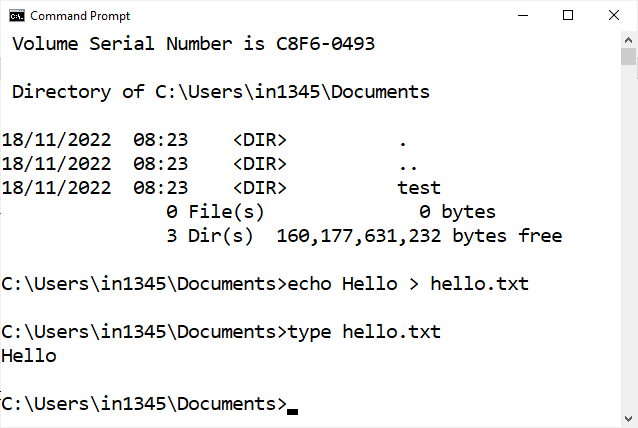 Command Prompt
Volume Serial Number is C8F6-0493
Directory of C:\Users\in1345\Documents
18/11/2022  08:23    <DIR>          .
18/11/2022  08:23    <DIR>          ..
18/11/2022  08:23    <DIR>          test
0 File(s)              0 bytes
3 Dir(s)  160,177,631,232 bytes free
C:\Users\in1345\Documents>echo Hello > hello.txt
C:\Users\in1345\Documents>type hello.txt
Hello
C:\Users\in1345\Documents>